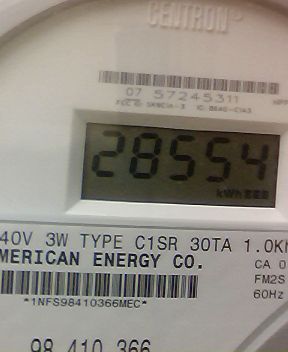 CENTRON®
07 57245311
28554
kWh
40V 3W TYPE C1SR 30TA 1.0K
MERICAN ENERGY CO.
CA 0
FM2S
60Hz
*1NFS98410366MEC*
98 410 366